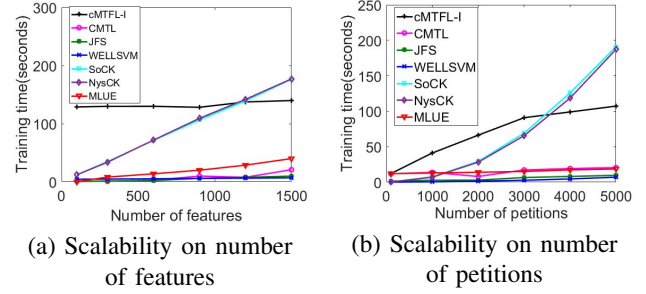 300
200
100
0
0
500
1000
1500
Training time(seconds)
Number of features
cMTFL-I
CMTL
JFS
WELLSVM
SoCK
NysCK
MLUE
(a) Scalability on number
of features
250
200
150
100
50
0
1000
2000
3000
4000
5000
Training time(seconds)
Number of petitions
cMTFL-I
CMTL
JFS
WELLSVM
SoCK
NysCK
MLUE
(b) Scalability on number
of petitions